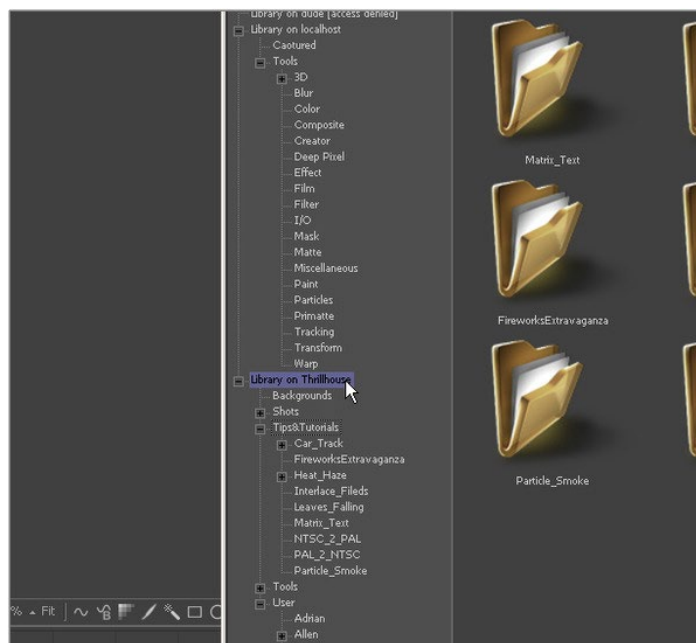 Library on dude [access denied]
Library on localhost
Caotured
Tools
3D
Blur
Color
Composite
Creator
Deep Pixel
Effect
Film
Filter
I/O
Mask
Matte
Miscellaneous
Paint
Particles
Primatte
Tracking
Transform
Warp
Library on Thrillhouse
Backgrounds
Shots
Tips&Tutorials
Car_Track
FireworksExtravaganza
Heat_Haze
Interlace_Fileds
Leaves_Falling
Matrix_Text
NTSC_2_PAL
PAL_2_NTSC
Particle_Smoke
Tools
User
Adrian
Allen
Matrix_Text
FireworksExtravaganza
Particle_Smoke
% Fit